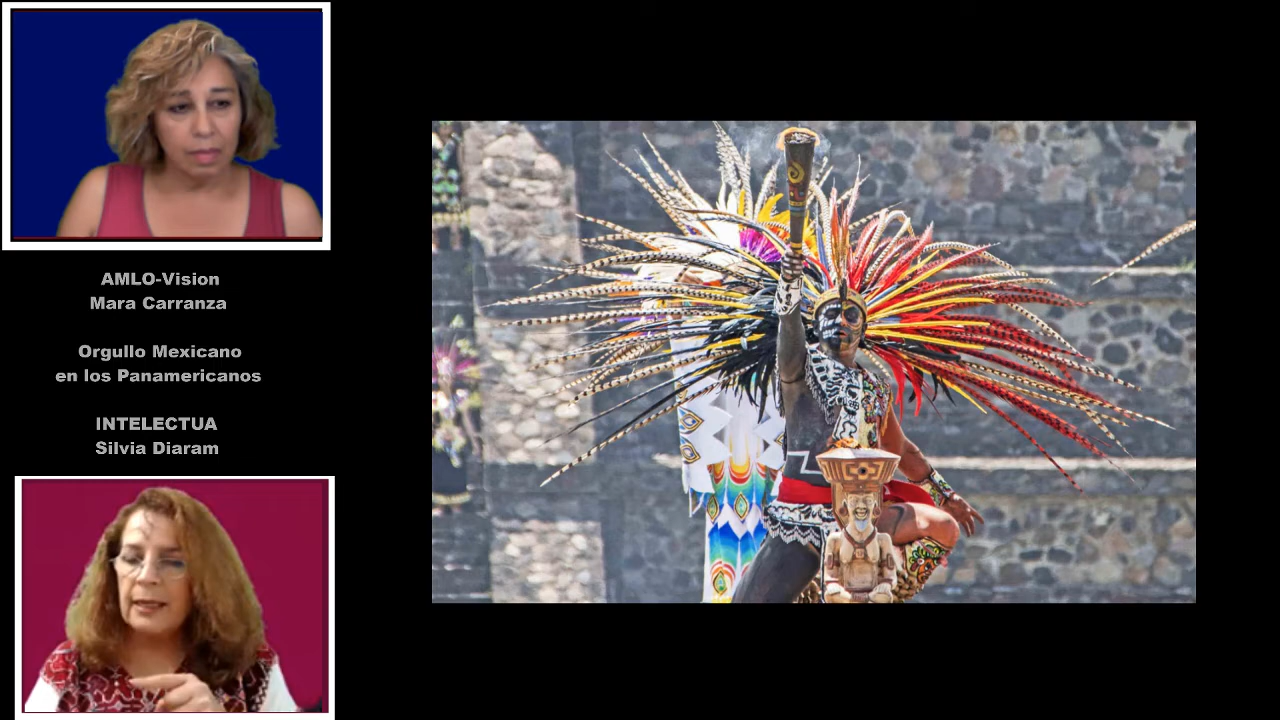 AMLO-Vision
Mara Carranza
Orgullo Mexicano
en los Panamericanos
INTELECTUA
Silvia Diaram